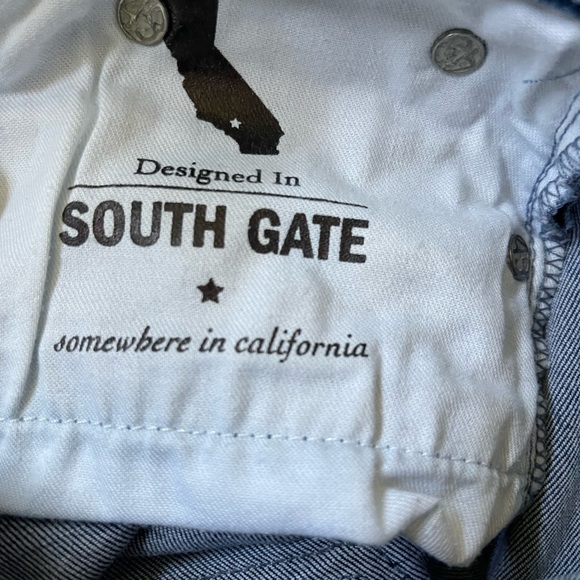 Designed In
SOUTH GATE
somewhere in california